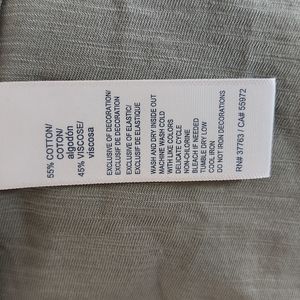 55% COTTON/
COTON/
algodón
45% VISCOSE/
viscosa
EXCLUSIVE OF DECORATION/
EXCLUSIF DE DECORATION
EXCLUSIVE OF ELASTIC/
EXCLUSIF DE ELASTIQUE
WASH AND DRY INSIDE OUT
MACHINE WASH COLD
WITH LIKE COLORS
DELICATE CYCLE
NON-CHLORINE
BLEACH IF NEEDED
TUMBLE DRY LOW
COOL IRON
DO NOT IRON DECORATIONS
RN# 37763 / CA# 55972